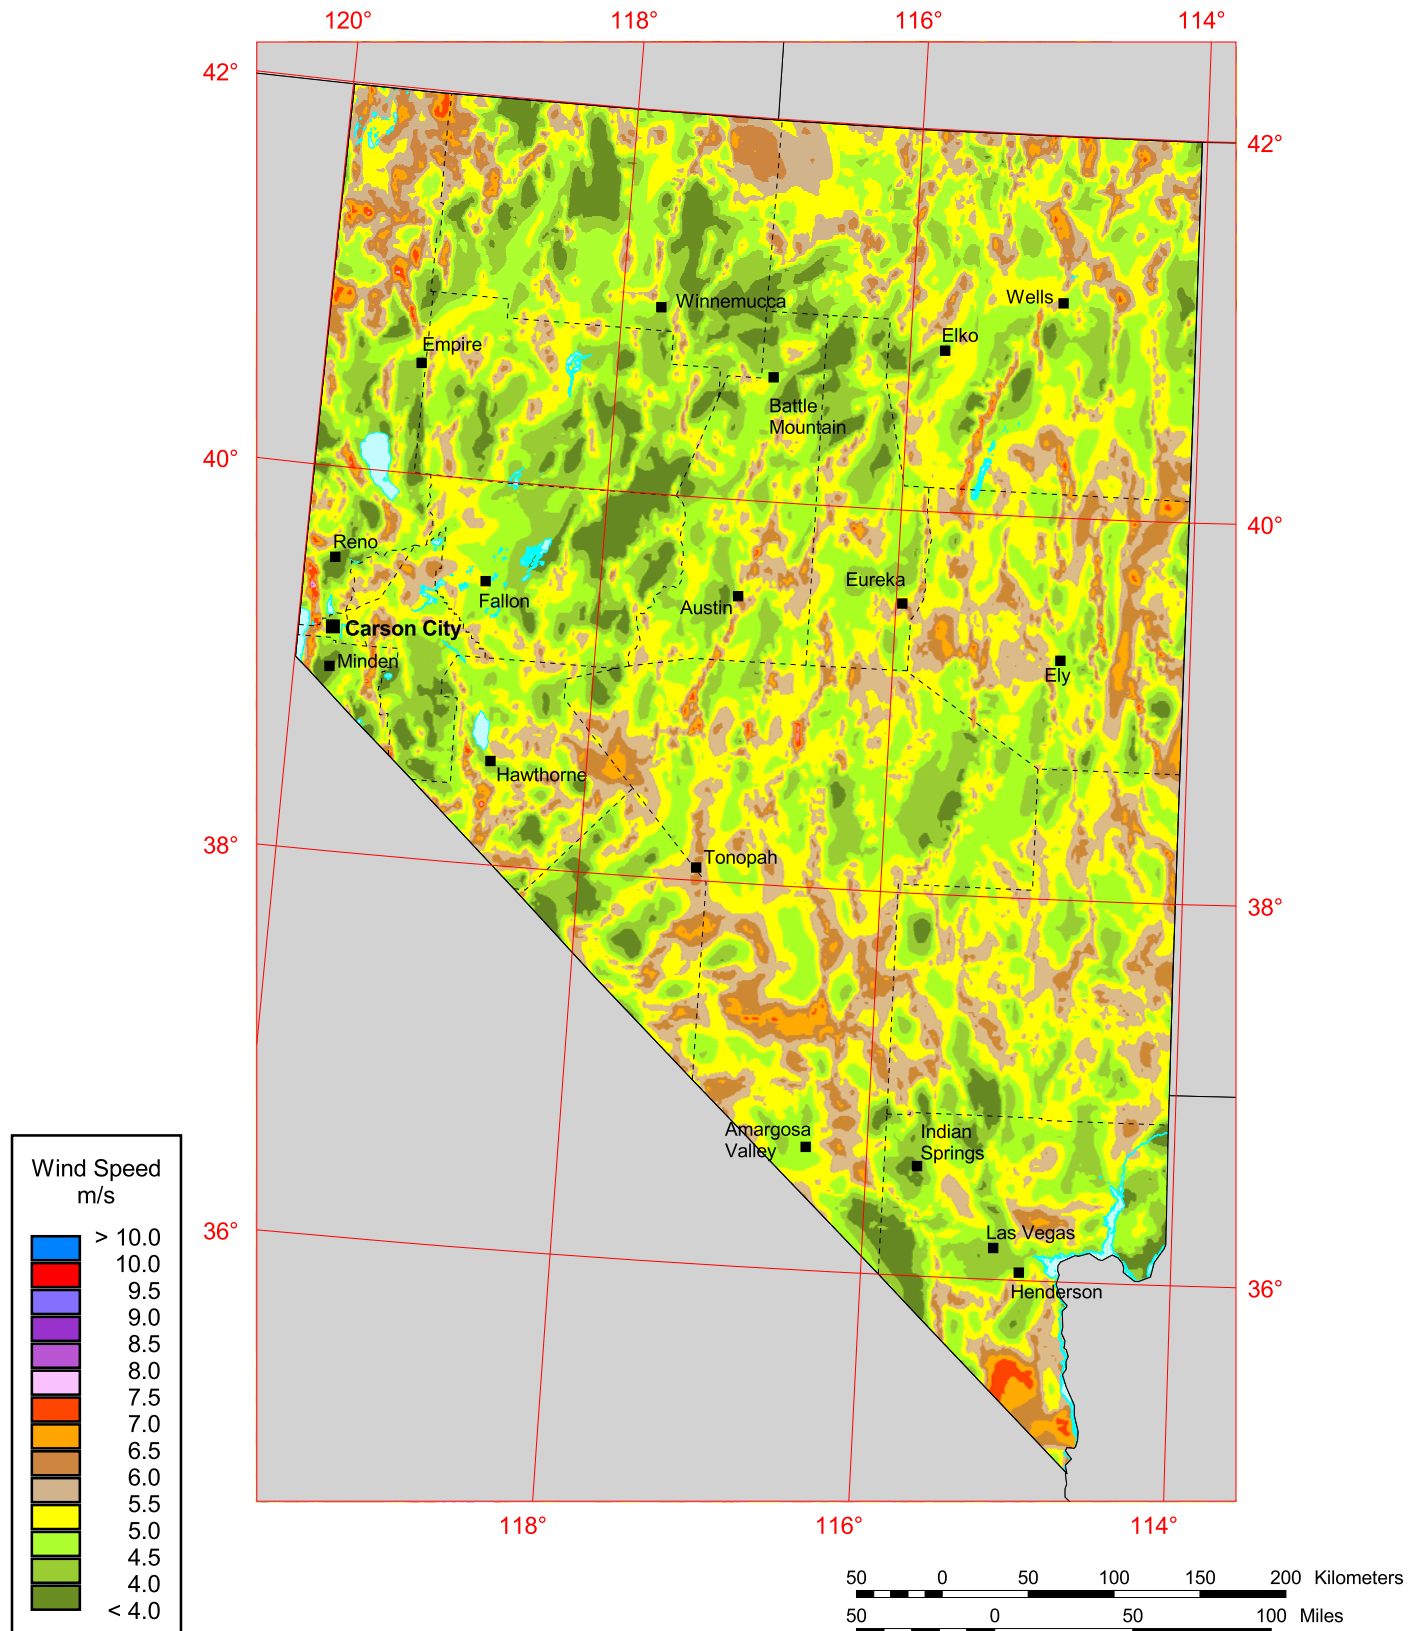 120°
118°
116°
114°
42°
42°
Winnemucca
Wells
Empire
Elko
Battle
Mountain
40°
40°
Reno
Eureka
Fallon
Austin
Carson City
Minden
Ely
Hawthorne
38°
Tonopah
38°
Amargosa
Valley
Indian
Springs
36°
Las Vegas
36°
Henderson
Wind Speed
m/s
> 10.0
10.0
9.5
9.0
8.5
8.0
7.5
7.0
6.5
6.0
5.5
5.0
4.5
4.0
< 4.0
118°
116°
114°
50 0 50 100 150 200 Kilometers
50 0 50 100 Miles